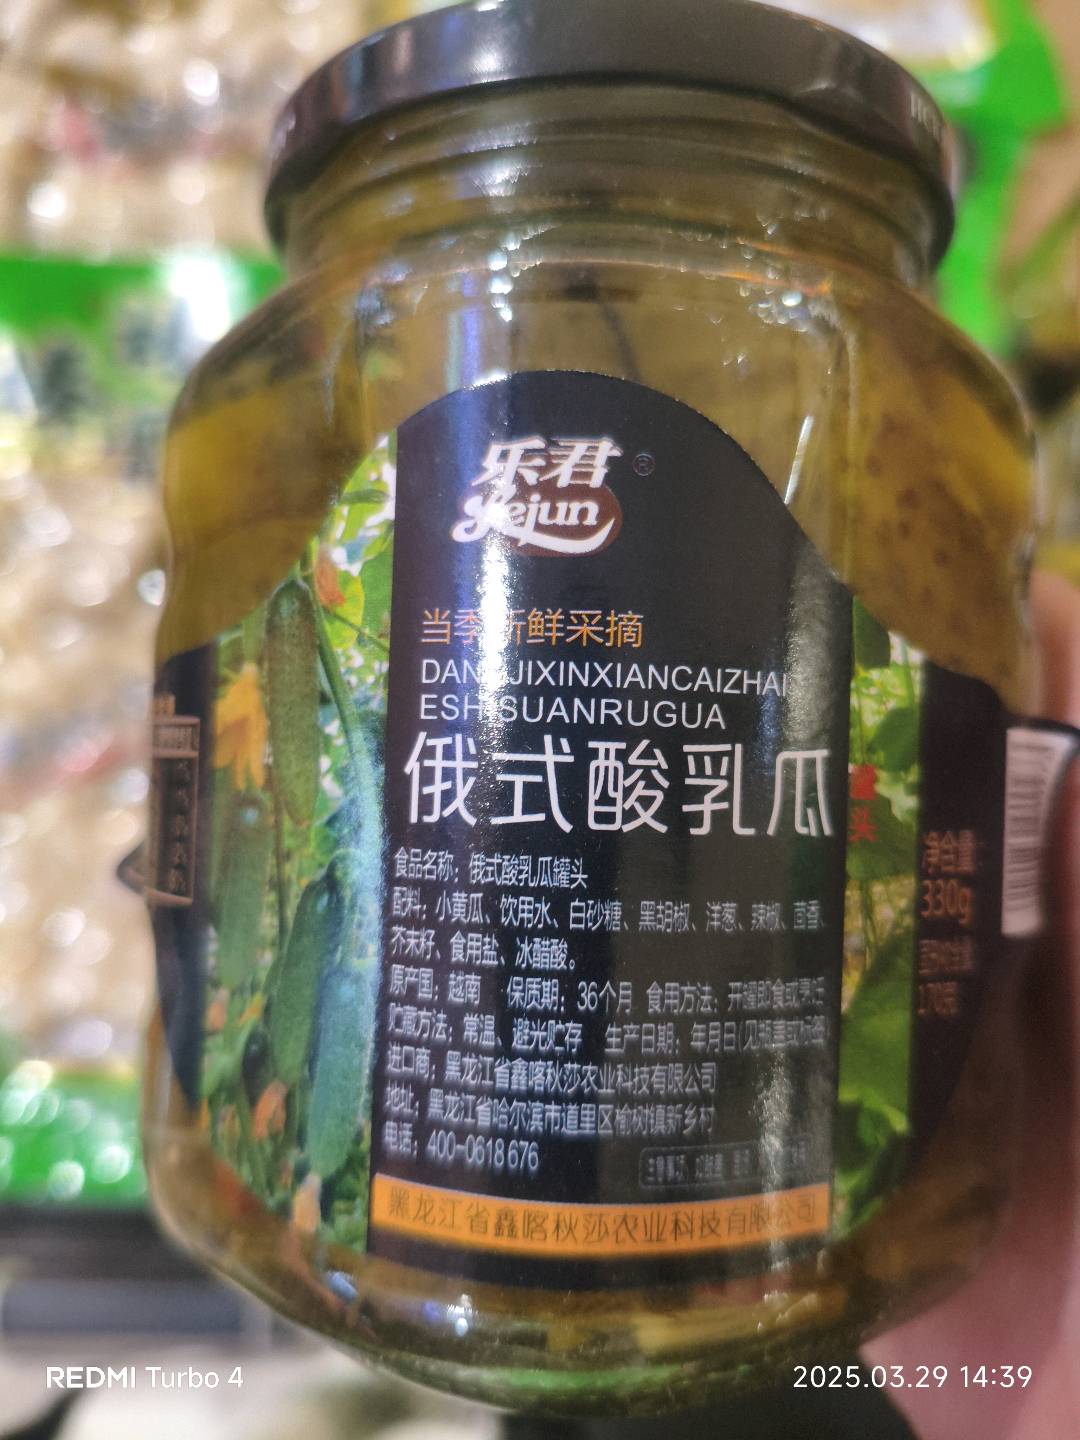 乐君
Lejun
®
当季新鲜采摘
ESH SUANRUGUA
俄式酸乳瓜
罐头
食品名称：俄式酸乳瓜罐头
配料：小黄瓜、饮用水、白砂糖、黑胡椒、洋葱、辣椒、茴香、
芥末籽、食用盐、冰醋酸。
原产国：越南 保质期：36个月 食用方法：开罐即食或烹饪
贮藏方法：常温、避光贮存 生产日期：年月日(见瓶盖或标签)
进口商：黑龙江省鑫喀秋莎农业科技有限公司
地址：黑龙江省哈尔滨市道里区榆树镇新乡村
电话：400-0618676
黑龙江省鑫喀秋莎农业科技有限公司
净含量：
330g
REDMI Turbo 4
2025.03.29 14:39